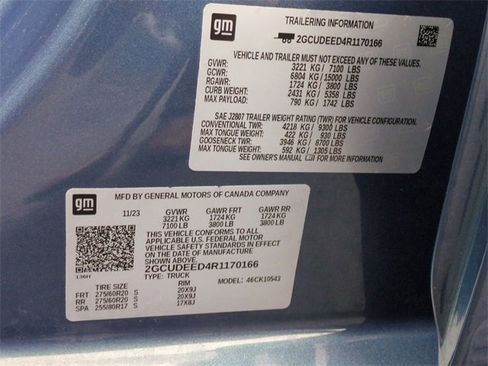 gm
TRAILERING INFORMATION
2GCUDEED4R1170166
VEHICLE/TRAILER MUST NOT EXCEED ANY OF THESE VALUES
GVWR: 3221 KG / 7100 LBS
GCWR: 6804 KG / 15000 LBS
RGAWR: 1724 KG / 3800 LBS
CURB WEIGHT: 2431 KG / 5358 LBS
MAX PAYLOAD: 790 KG / 1742 LBS
SAE J2807 TRAILER WEIGHT RATING (TWR) FOR VEHICLE CONFIGURATION.
CONVENTIONAL TWR: 4218 KG / 9300 LBS
MAX TONGUE WT: 422 KG / 930 LBS
GOOSENECK TWR: 3946 KG / 8700 LBS
MAX TONGUE WT: 592 KG / 1305 LBS
SEE OWNER'S MANUAL FOR MORE INFORMATION.
gm
MFD BY GENERAL MOTORS OF CANADA COMPANY
11/23 GVWR GAWR FRT GAWR RR
3221KG 1724 KG 1724 KG
7100 LB 3800 LB 3800 LB
THIS VEHICLE CONFORMS TO ALL
APPLICABLE U.S. FEDERAL MOTOR
VEHICLE SAFETY STANDARDS IN EFFECT
ON THE DATE OF MANUFACTURE SHOWN ABOVE.
2GCUDEED4R1170166
TYPE: TRUCK MODEL: 46CK10543
136H
TIRE SIZE RIM
FRT 275/60R20 S 20X9J
RR 275/60R20 S 20X9J
SPA 255/80R17 S 17X8J